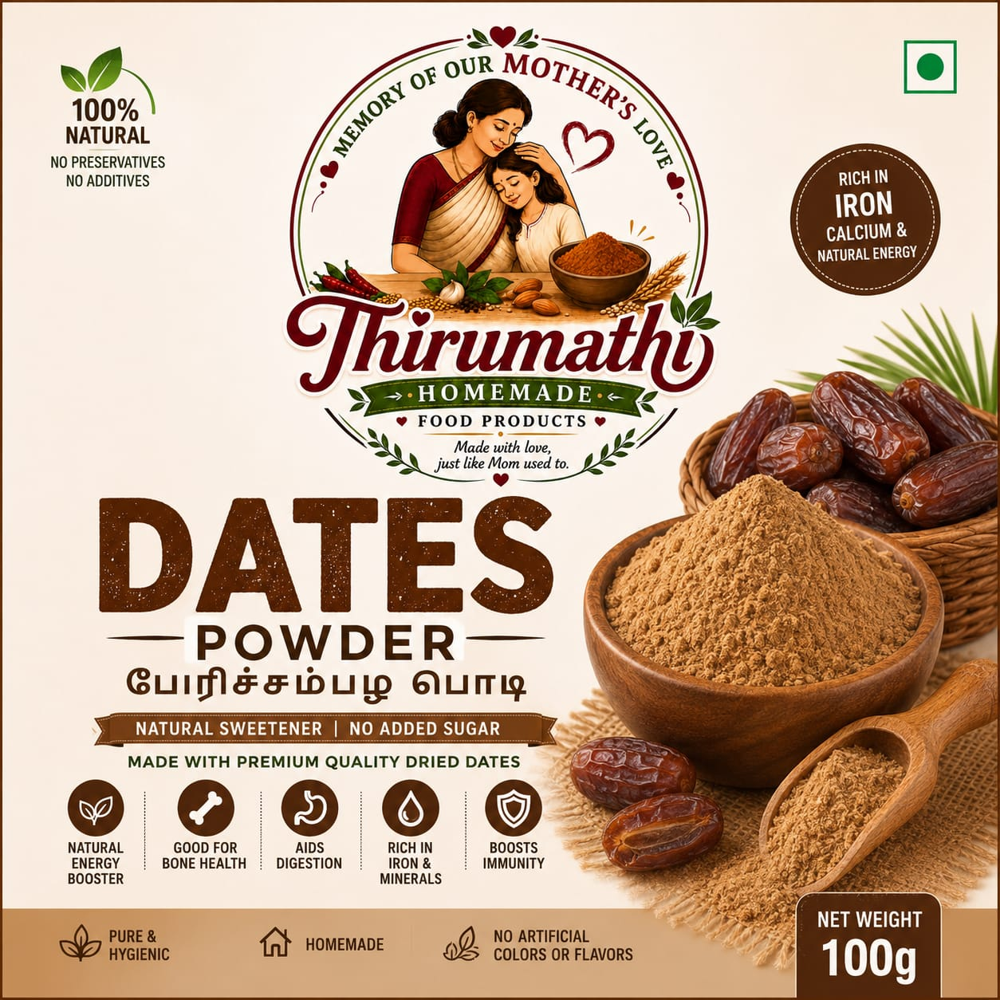 100%
NATURAL
NO PRESERVATIVES
NO ADDITIVES
MEMORY OF OUR MOTHER'S LOVE
RICH IN
IRON
CALCIUM &
NATURAL ENERGY
Thirumathi
HOMEMADE
FOOD PRODUCTS
Made with love,
just like Mom used to.
DATES
POWDER
பேரிச்சம்பழ பொடி
NATURAL SWEETENER | NO ADDED SUGAR
MADE WITH PREMIUM QUALITY DRIED DATES
NATURAL
ENERGY
BOOSTER
GOOD FOR
BONE HEALTH
AIDS
DIGESTION
RICH IN
IRON &
MINERALS
BOOSTS
IMMUNITY
PURE &
HYGIENIC
HOMEMADE
NO ARTIFICIAL
COLORS OR FLAVORS
NET WEIGHT
100g